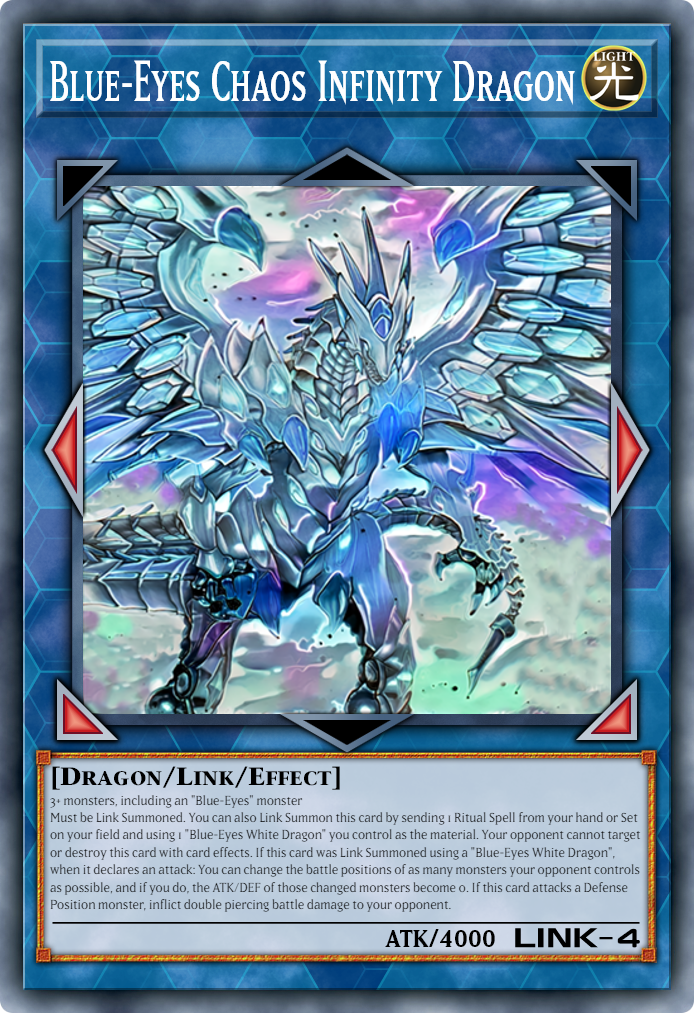 Blue-Eyes Chaos Infinity Dragon
LIGHT
光
[Dragon/Link/Effect]
3+ monsters, including an "Blue-Eyes" monster
Must be Link Summoned. You can also Link Summon this card by sending 1 Ritual Spell from your hand or Set
on your field and using 1 "Blue-Eyes White Dragon" you control as the material. Your opponent cannot target
or destroy this card with card effects. If this card was Link Summoned using a "Blue-Eyes White Dragon",
when it declares an attack: You can change the battle positions of as many monsters your opponent controls
as possible, and if you do, the ATK/DEF of those changed monsters become 0. If this card attacks a Defense
Position monster, inflict double piercing battle damage to your opponent.
ATK/4000 LINK-4